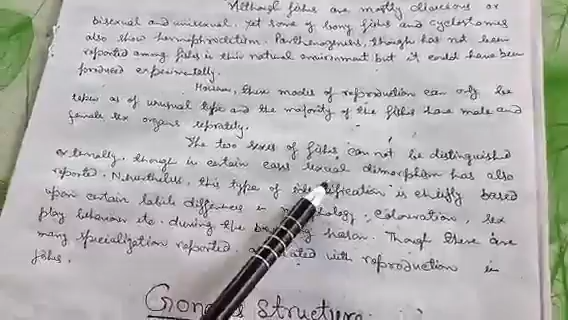 Although fishes are mostly dioecious or
bisexual and unisexual. Yet some of bony fishes and cyclostomes
also show hermaphroditism. Parthenogenesis, though has not been
reported among fishes in this natural environment but it could have been
produced experimentally.
However, these modes of reproduction can only be
taken as of unusual type and the majority of the fishes have male and
female sex organs seprately.
The two sexes of fishes can not be distinguished
externally, though in certain cases sexual dimorphism has also
reported. Nevertheless, this type of identification is chiefly based
upon certain labile differences in colouration, sex
play behaviour etc. during the season. Though there are
many specialization reported with reproduction in
fishes.
Structure